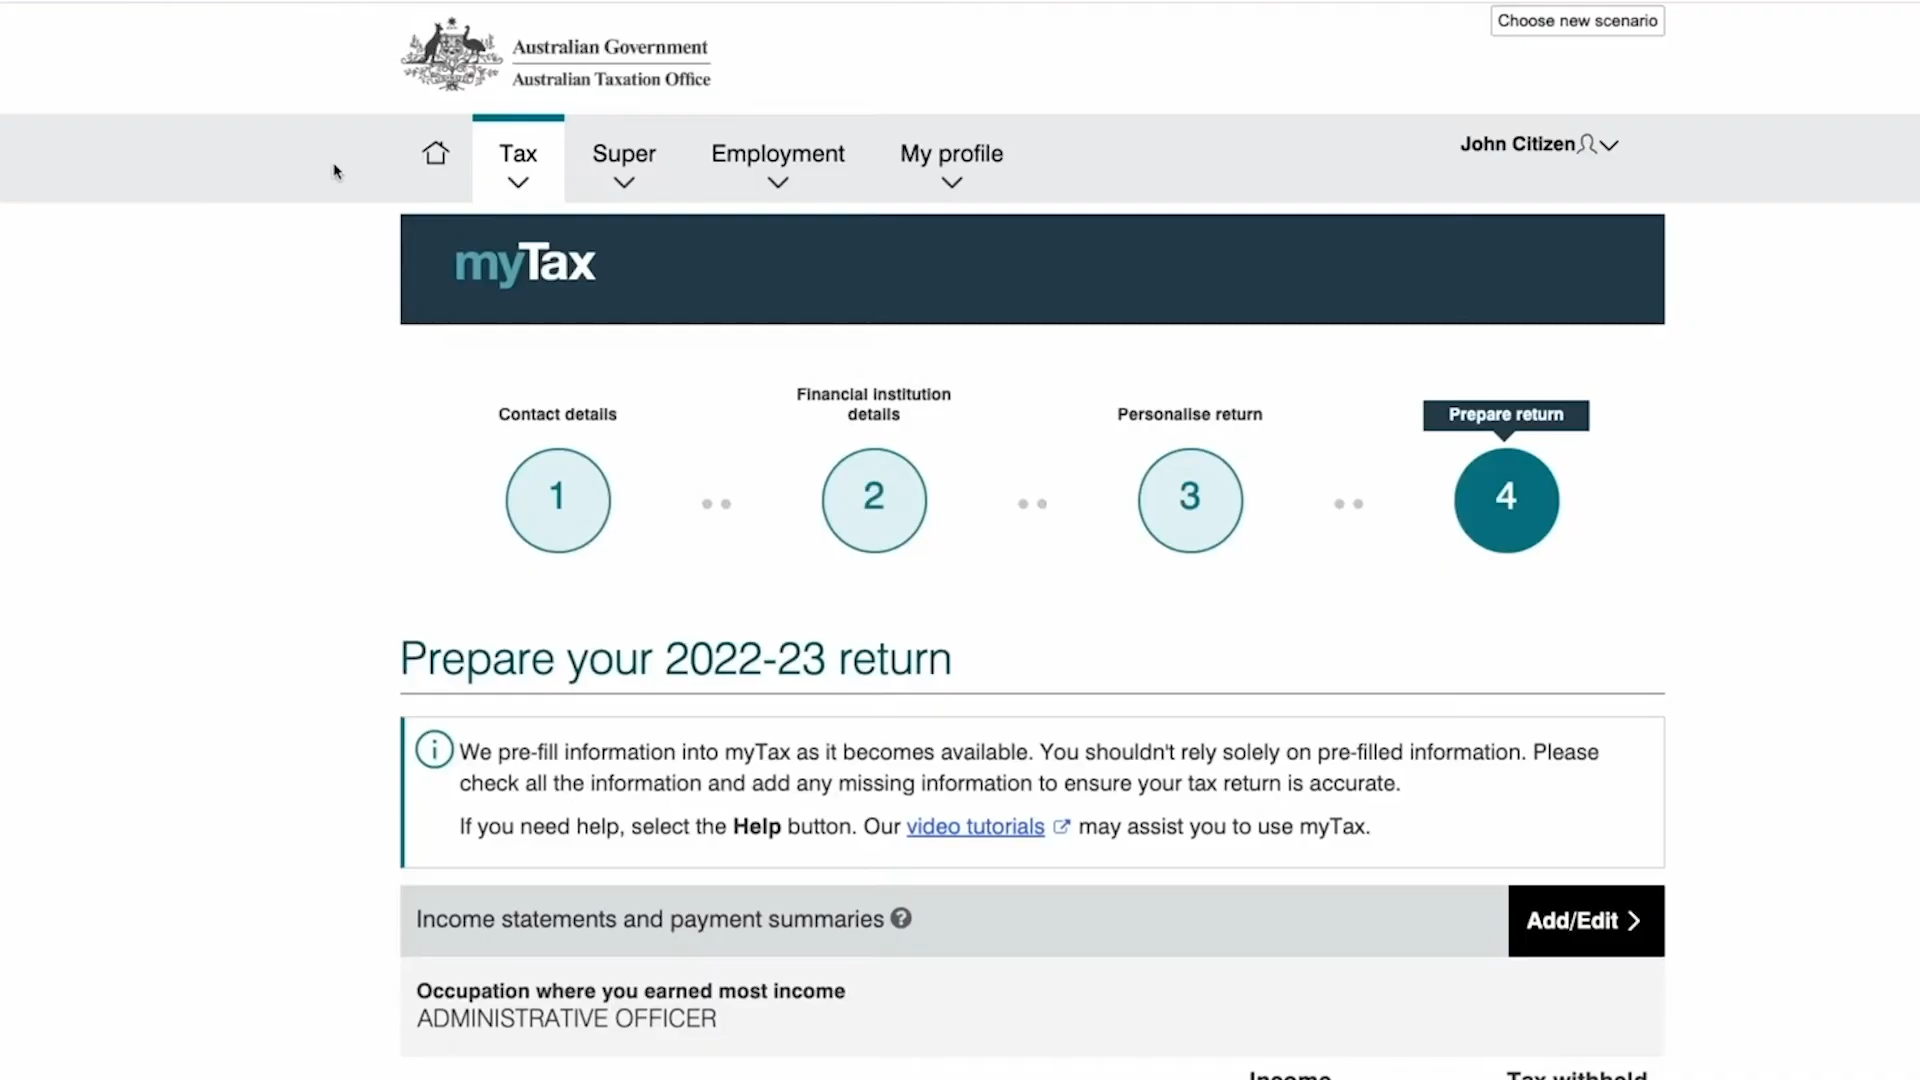 Choose new scenario
Australian Government
Australian Taxation Office
Tax
Super
Employment
My profile
John Citizen
myTax
Contact details
Financial institution
details
Personalise return
Prepare return
1
2
3
4
Prepare your 2022-23 return
We pre-fill information into myTax as it becomes available. You shouldn't rely solely on pre-filled information. Please
check all the information and add any missing information to ensure your tax return is accurate.
If you need help, select the Help button. Our video tutorials may assist you to use myTax.
Income statements and payment summaries
Add/Edit
Occupation where you earned most income
ADMINISTRATIVE OFFICER
Income
Tax withheld